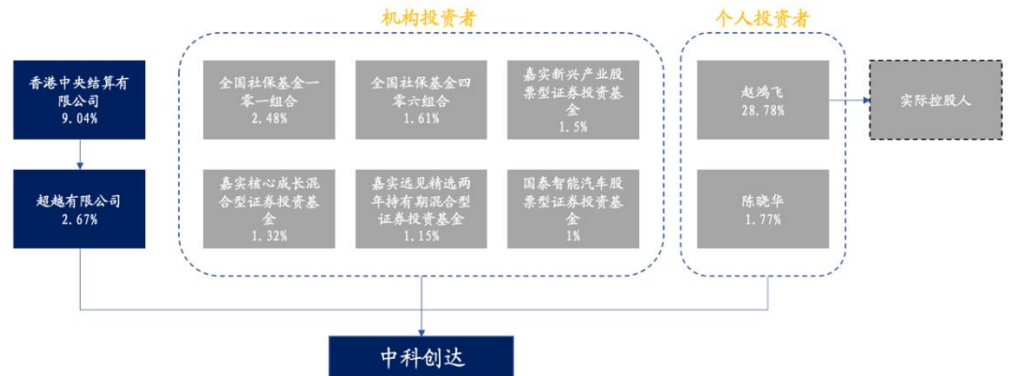 机构投资者
个人投资者
香港中央结算有
限公司
9.04%
全国社保基金一
零一组合
2.48%
全国社保基金四
零六组合
1.61%
嘉实新兴产业股
票型证券投资基
金
1.5%
赵鸿飞
28.78%
实际控股人
超越有限公司
2.67%
嘉实核心成长混
合型证券投资基
金
1.32%
嘉实远见精选两
年持有期混合型
证券投资基金
1.15%
国泰智能汽车股
票型证券投资基
金
1%
陈晓华
1.77%
中科创达